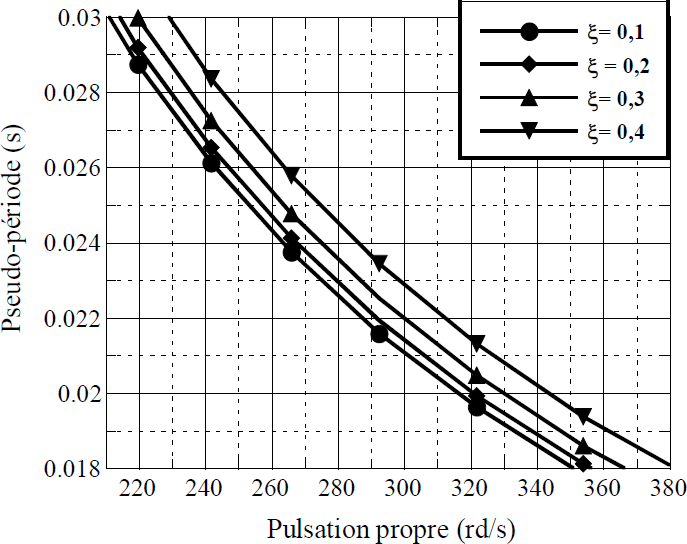 0.03
0.028
0.026
0.024
0.022
0.02
0.018
Pseudo-période (s)
ξ= 0,1
ξ = 0,2
ξ= 0,3
ξ= 0,4
220 240 260 280 300 320 340 360 380
Pulsation propre (rd/s)